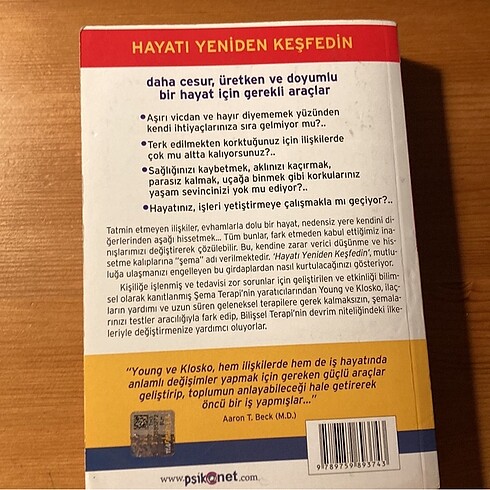 HAYATI YENİDEN KEŞFEDİN
daha cesur, üretken ve doyumlu
bir hayat için gerekli araçlar
•Aşırı vicdan ve hayır diyememek yüzünden
kendi ihtiyaçlarınıza sıra gelmiyor mu?..
•Terk edilmekten korktuğunuz için ilişkilerde
çok mu altta kalıyorsunuz?..
•Sağlığınızı kaybetmek, aklınızı kaçırmak,
parasız kalmak, uçağa binmek gibi korkularınız
yaşam sevincinizi yok mu ediyor?..
•Hayatınız, işleri yetiştirmeye çalışmakla mı geçiyor?..
Tatmin etmeyen ilişkiler, evhamlarla dolu bir hayat, nedensiz yere kendini di-
ğerlerinden aşağı hissetmek... Tüm bunlar, fark etmeden kabul ettiğimiz ina-
nışlarımızı değiştirerek çözülebilir. Bu, kendine zarar verici düşünme ve his-
setme kalıplarına "şema" adı verilmektedir. 'Hayatı Yeniden Keşfedin', mutlu-
luğa ulaşmanızı engelleyen bu girdaplardan nasıl kurtulacağınızı gösteriyor.
Kişiliğe işlenmiş ve tedavisi zor sorunlar için geliştirilen ve etkinliği bilim-
sel olarak kanıtlanmış Şema Terapi'nin yaratıcılarından Young ve Klosko, ilaç-
ların yardımı ve uzun süren geleneksel terapilere gerek kalmaksızın, şemala-
rınızı testler aracılığıyla fark edip, Bilişsel Terapi'nin devrim niteliğindeki ilke-
leriyle değiştirmenize yardımcı oluyorlar.
"Young ve Klosko, hem ilişkilerde hem de iş hayatında
anlamlı değişimler yapmak için gereken güçlü araçlar
geliştirip, toplumun anlayabileceği hale getirerek
öncü bir iş yapmışlar..."
Aaron T. Beck (M.D.)
www.psikonet.com
9 789759 893743